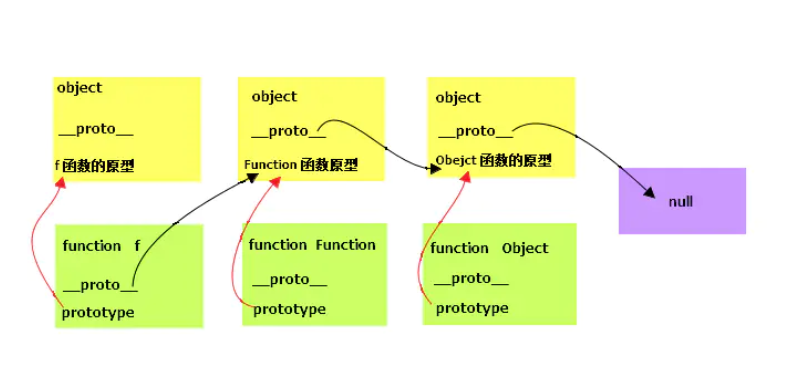 object
__proto__
f 函数的原型
object
__proto__
Function 函数原型
object
__proto__
Obejct 函数的原型
null
function f
__proto__
prototype
function Function
__proto__
prototype
function Object
__proto__
prototype